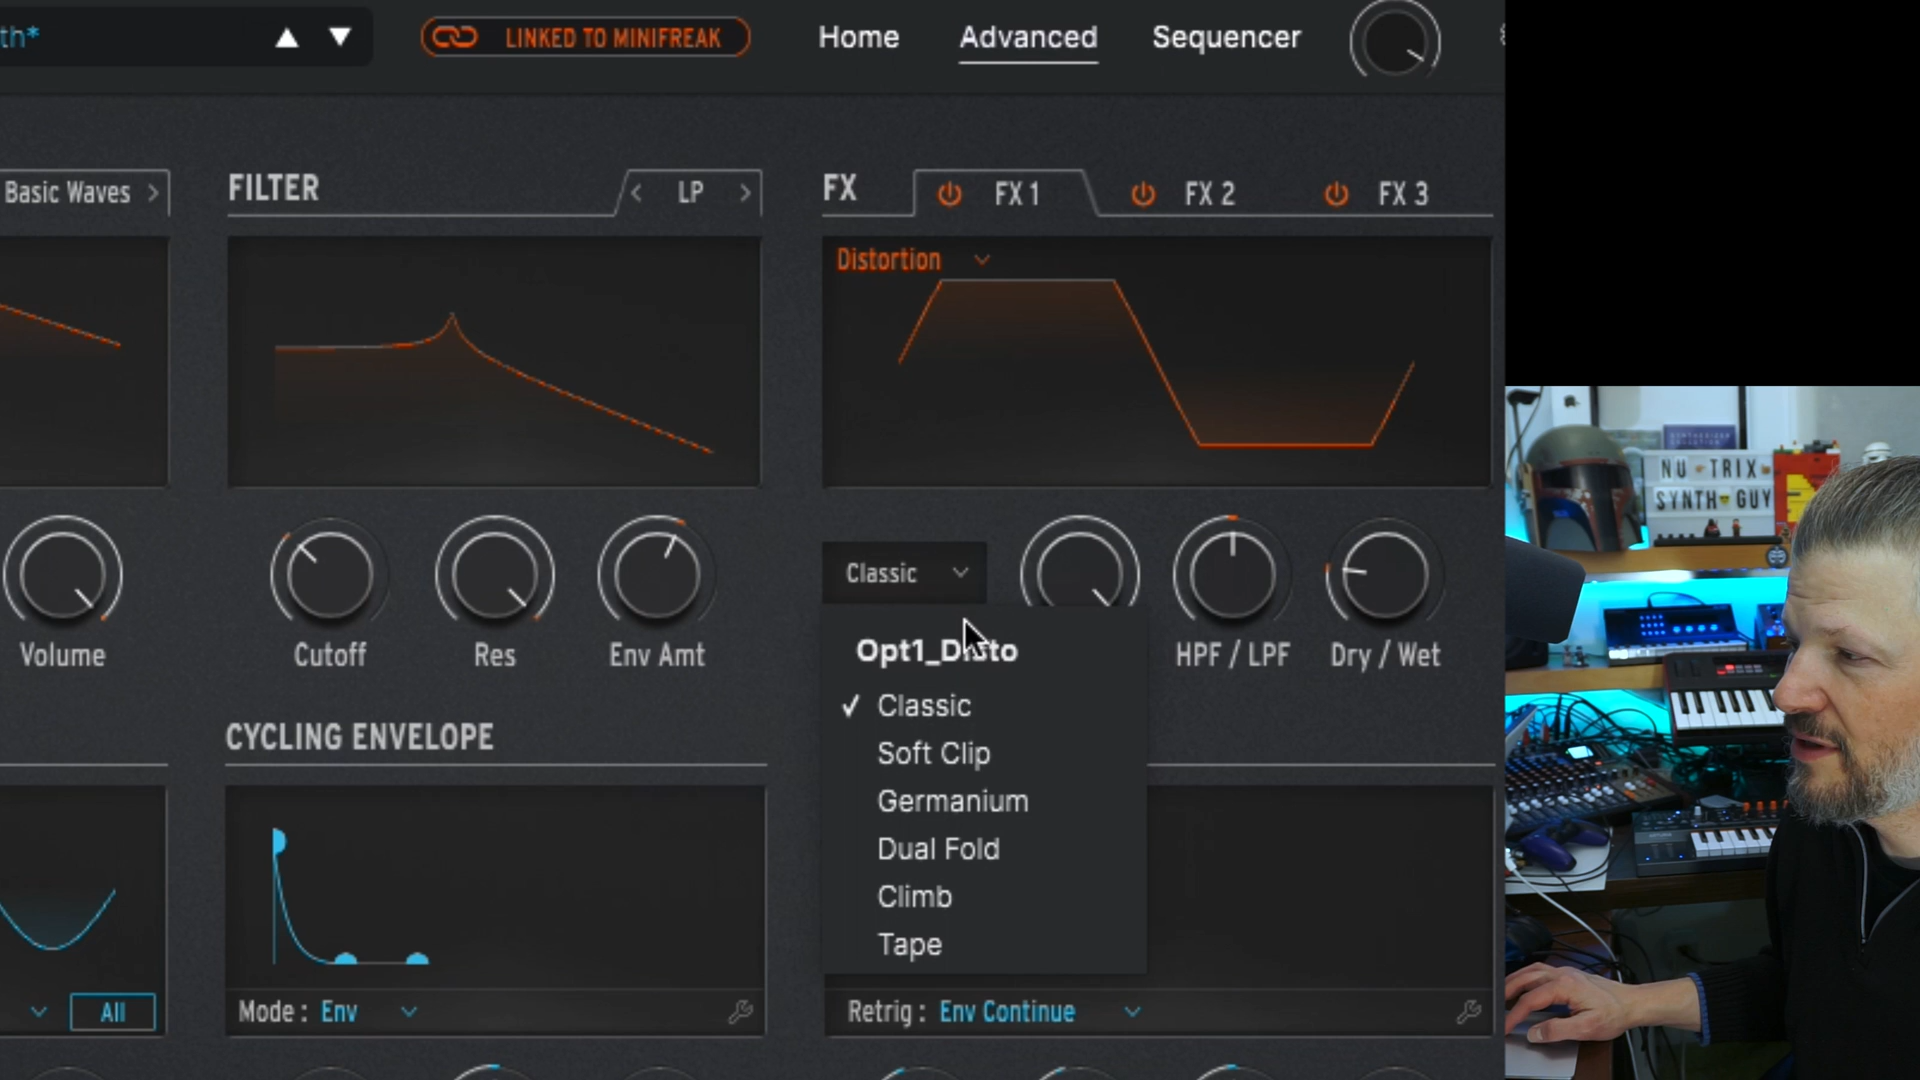 th*
LINKED TO MINIFREAK
Home
Advanced
Sequencer
Basic Waves
FILTER
LP
FX
FX 1
FX 2
FX 3
Distortion
Classic
Volume
Cutoff
Res
Env Amt
HPF / LPF
Dry / Wet
Opt1_Disto
Classic
Soft Clip
Germanium
Dual Fold
Climb
Tape
CYCLING ENVELOPE
All
Mode : Env
Retrig : Env Continue
NU TRIX
SYNTH GUY